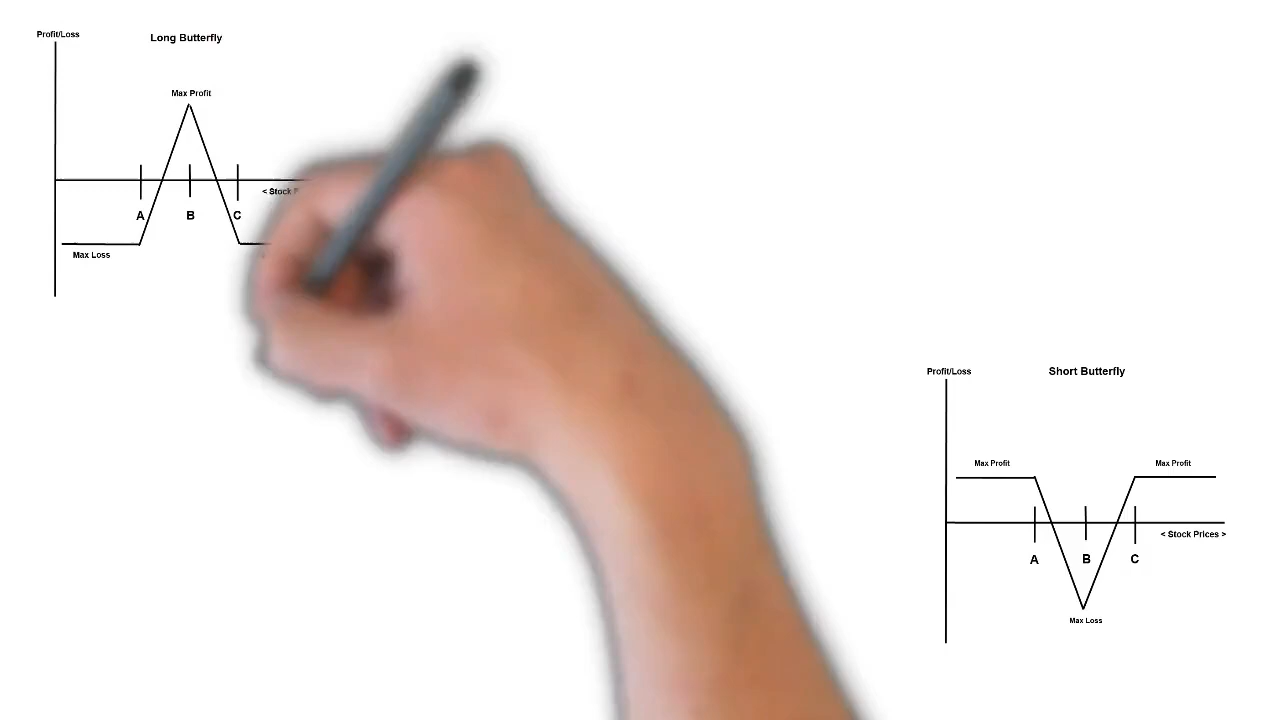 Profit/Loss
Long Butterfly
Max Profit
< Stock
A
B
C
Max Loss
Profit/Loss
Short Butterfly
Max Profit
Max Profit
< Stock Prices >
A
B
C
Max Loss